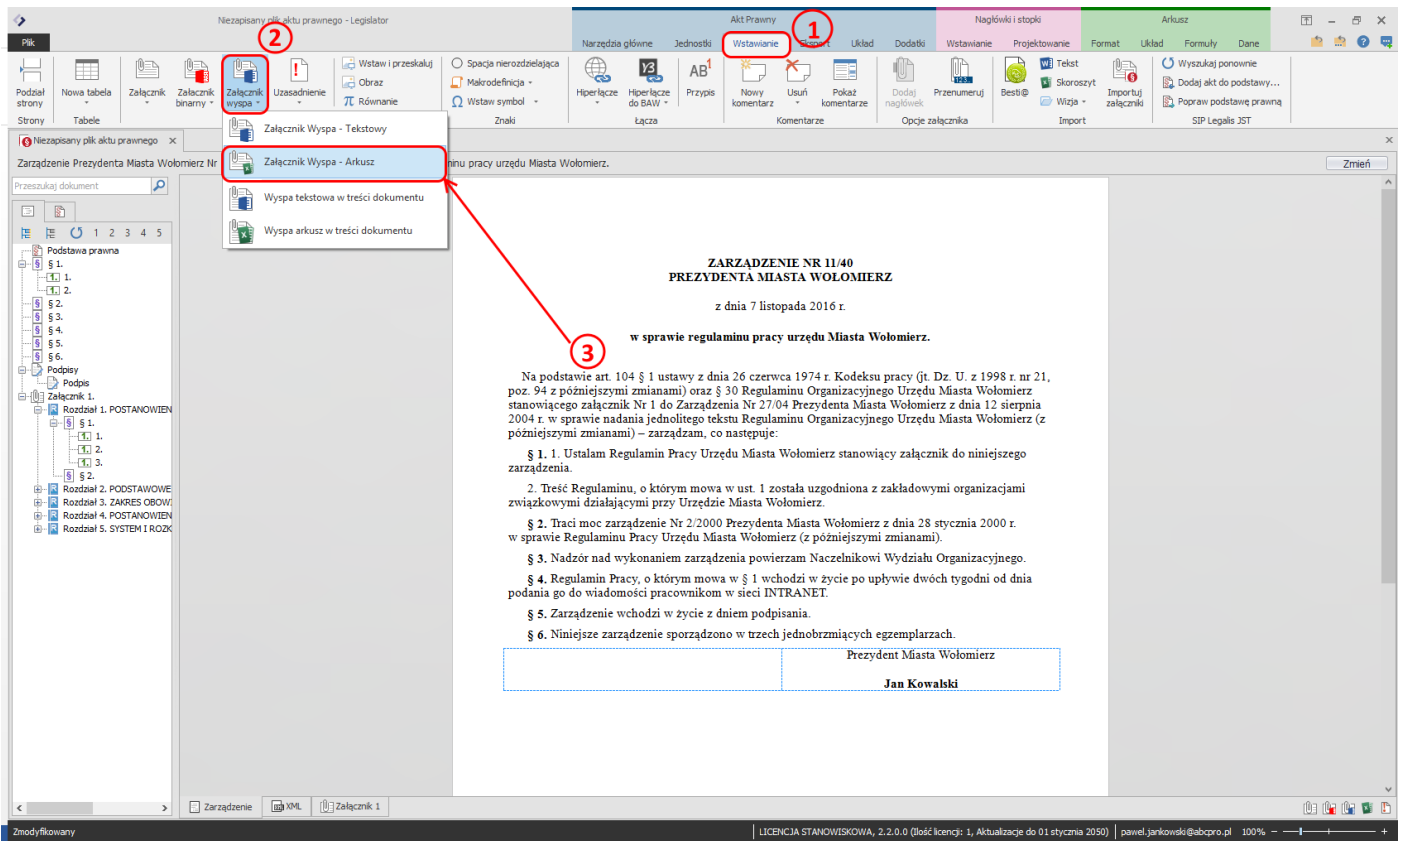 Niezapisany plik aktu prawnego - Legislator
Akt Prawny
Nagłówki i stopki
Arkusz
Plik
Narzędzia główne
Jednostki
Wstawianie
Eksport
Układ
Dodatki
Wstawianie
Projektowanie
Format
Układ
Formuły
Dane
1
2
Podział strony
Nowa tabela
Załącznik
Załacznik binarny
Załącznik wyspa
Uzasadnienie
Wstaw i przeskaluj
Obraz
Równanie
Spacja nierozdzielająca
Makrodefinicja
Wstaw symbol
Hiperłącze
Hiperłącze do BAW
AB1
Przypis
Nowy komentarz
Usuń
Pokaż komentarze
Dodaj nagłówek
Przenumeruj
Besti@
Tekst
Skoroszyt
Wizja
Importuj załączniki
Wyszukaj ponownie
Dodaj akt do podstawy...
Popraw podstawę prawną
Strony
Tabele
Znaki
Łącza
Komentarze
Opcje załącznika
Import
SIP Legalis JST
Załącznik Wyspa - Tekstowy
Załącznik Wyspa - Arkusz
Wyspa tekstowa w treści dokumentu
Wyspa arkusz w treści dokumentu
3
Niezapisany plik aktu prawnego
Zarządzenie Prezydenta Miasta Wołomierz Nr
minu pracy urzędu Miasta Wołomierz.
Zmień
Przeszukaj dokument
1 2 3 4 5
Podstawa prawna
§ § 1.
1. 1.
1. 2.
§ § 2.
§ § 3.
§ § 4.
§ § 5.
§ § 6.
Podpisy
Podpis
Załącznik 1.
R Rozdział 1. POSTANOWIEN
§ § 1.
1. 1.
1. 2.
1. 3.
§ § 2.
R Rozdział 2. PODSTAWOWE
R Rozdział 3. ZAKRES OBOW
R Rozdział 4. POSTANOWIEN
R Rozdział 5. SYSTEM I ROZK
ZARZĄDZENIE NR 11/40
PREZYDENTA MIASTA WOŁOMIERZ
z dnia 7 listopada 2016 r.
w sprawie regulaminu pracy urzędu Miasta Wołomierz.
Na podstawie art. 104 § 1 ustawy z dnia 26 czerwca 1974 r. Kodeksu pracy (jt. Dz. U. z 1998 r. nr 21,
poz. 94 z późniejszymi zmianami) oraz § 30 Regulaminu Organizacyjnego Urzędu Miasta Wołomierz
stanowiącego załącznik Nr 1 do Zarządzenia Nr 27/04 Prezydenta Miasta Wołomierz z dnia 12 sierpnia
2004 r. w sprawie nadania jednolitego tekstu Regulaminu Organizacyjnego Urzędu Miasta Wołomierz (z
późniejszymi zmianami) – zarządzam, co następuje:
§ 1. 1. Ustalam Regulamin Pracy Urzędu Miasta Wołomierz stanowiący załącznik do niniejszego
zarządzenia.
2. Treść Regulaminu, o którym mowa w ust. 1 została uzgodniona z zakładowymi organizacjami
związkowymi działającymi przy Urzędzie Miasta Wołomierz.
§ 2. Traci moc zarządzenie Nr 2/2000 Prezydenta Miasta Wołomierz z dnia 28 stycznia 2000 r.
w sprawie Regulaminu Pracy Urzędu Miasta Wołomierz (z późniejszymi zmianami).
§ 3. Nadzór nad wykonaniem zarządzenia powierzam Naczelnikowi Wydziału Organizacyjnego.
§ 4. Regulamin Pracy, o którym mowa w § 1 wchodzi w życie po upływie dwóch tygodni od dnia
podania go do wiadomości pracownikom w sieci INTRANET.
§ 5. Zarządzenie wchodzi w życie z dniem podpisania.
§ 6. Niniejsze zarządzenie sporządzono w trzech jednobrzmiących egzemplarzach.
Prezydent Miasta Wołomierz
Jan Kowalski
Zarządzenie
XML
Załącznik 1
Zmodyfikowany
LICENCJA STANOWISKOWA, 2.2.0.0 (Ilość licencji: 1, Aktualizacje do 01 stycznia 2050)
pawel.jankowski@abcpro.pl
100%